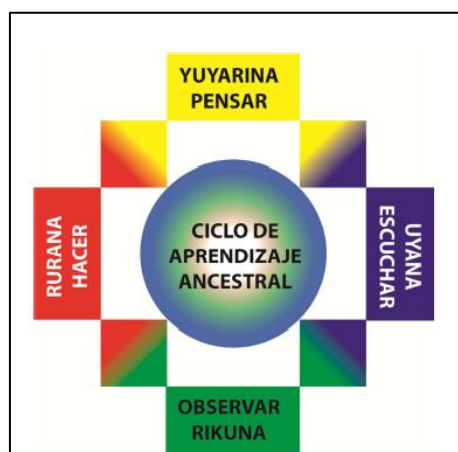 YUYARINA
PENSAR
RURANA
HACER
CICLO DE
APRENDIZAJE
ANCESTRAL
UYANA
ESCUCHAR
OBSERVAR
RIKUNA